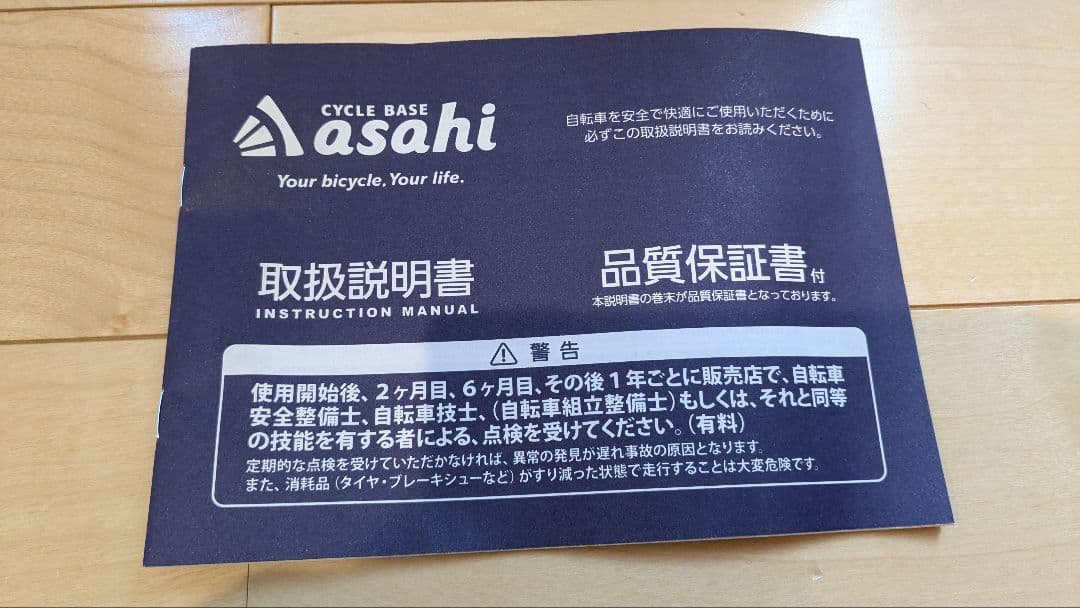 CYCLE BASE
asahi
Your bicycle, Your life.
自転車を安全で快適にご使用いただくために
必ずこの取扱説明書をお読みください。
取扱説明書
INSTRUCTION MANUAL
品質保証書付
本説明書の巻末が品質保証書となっております。
警告
使用開始後、2ヶ月目、6ヶ月目、その後1年ごとに販売店で、自転車
安全整備士、自転車技士、(自転車組立整備士)もしくは、それと同等
の技能を有する者による、点検を受けてください。(有料)
定期的な点検を受けていただかなければ、異常の発見が遅れ事故の原因となります。
また、消耗品(タイヤ・ブレーキシューなど)がすり減った状態で走行することは大変危険です。